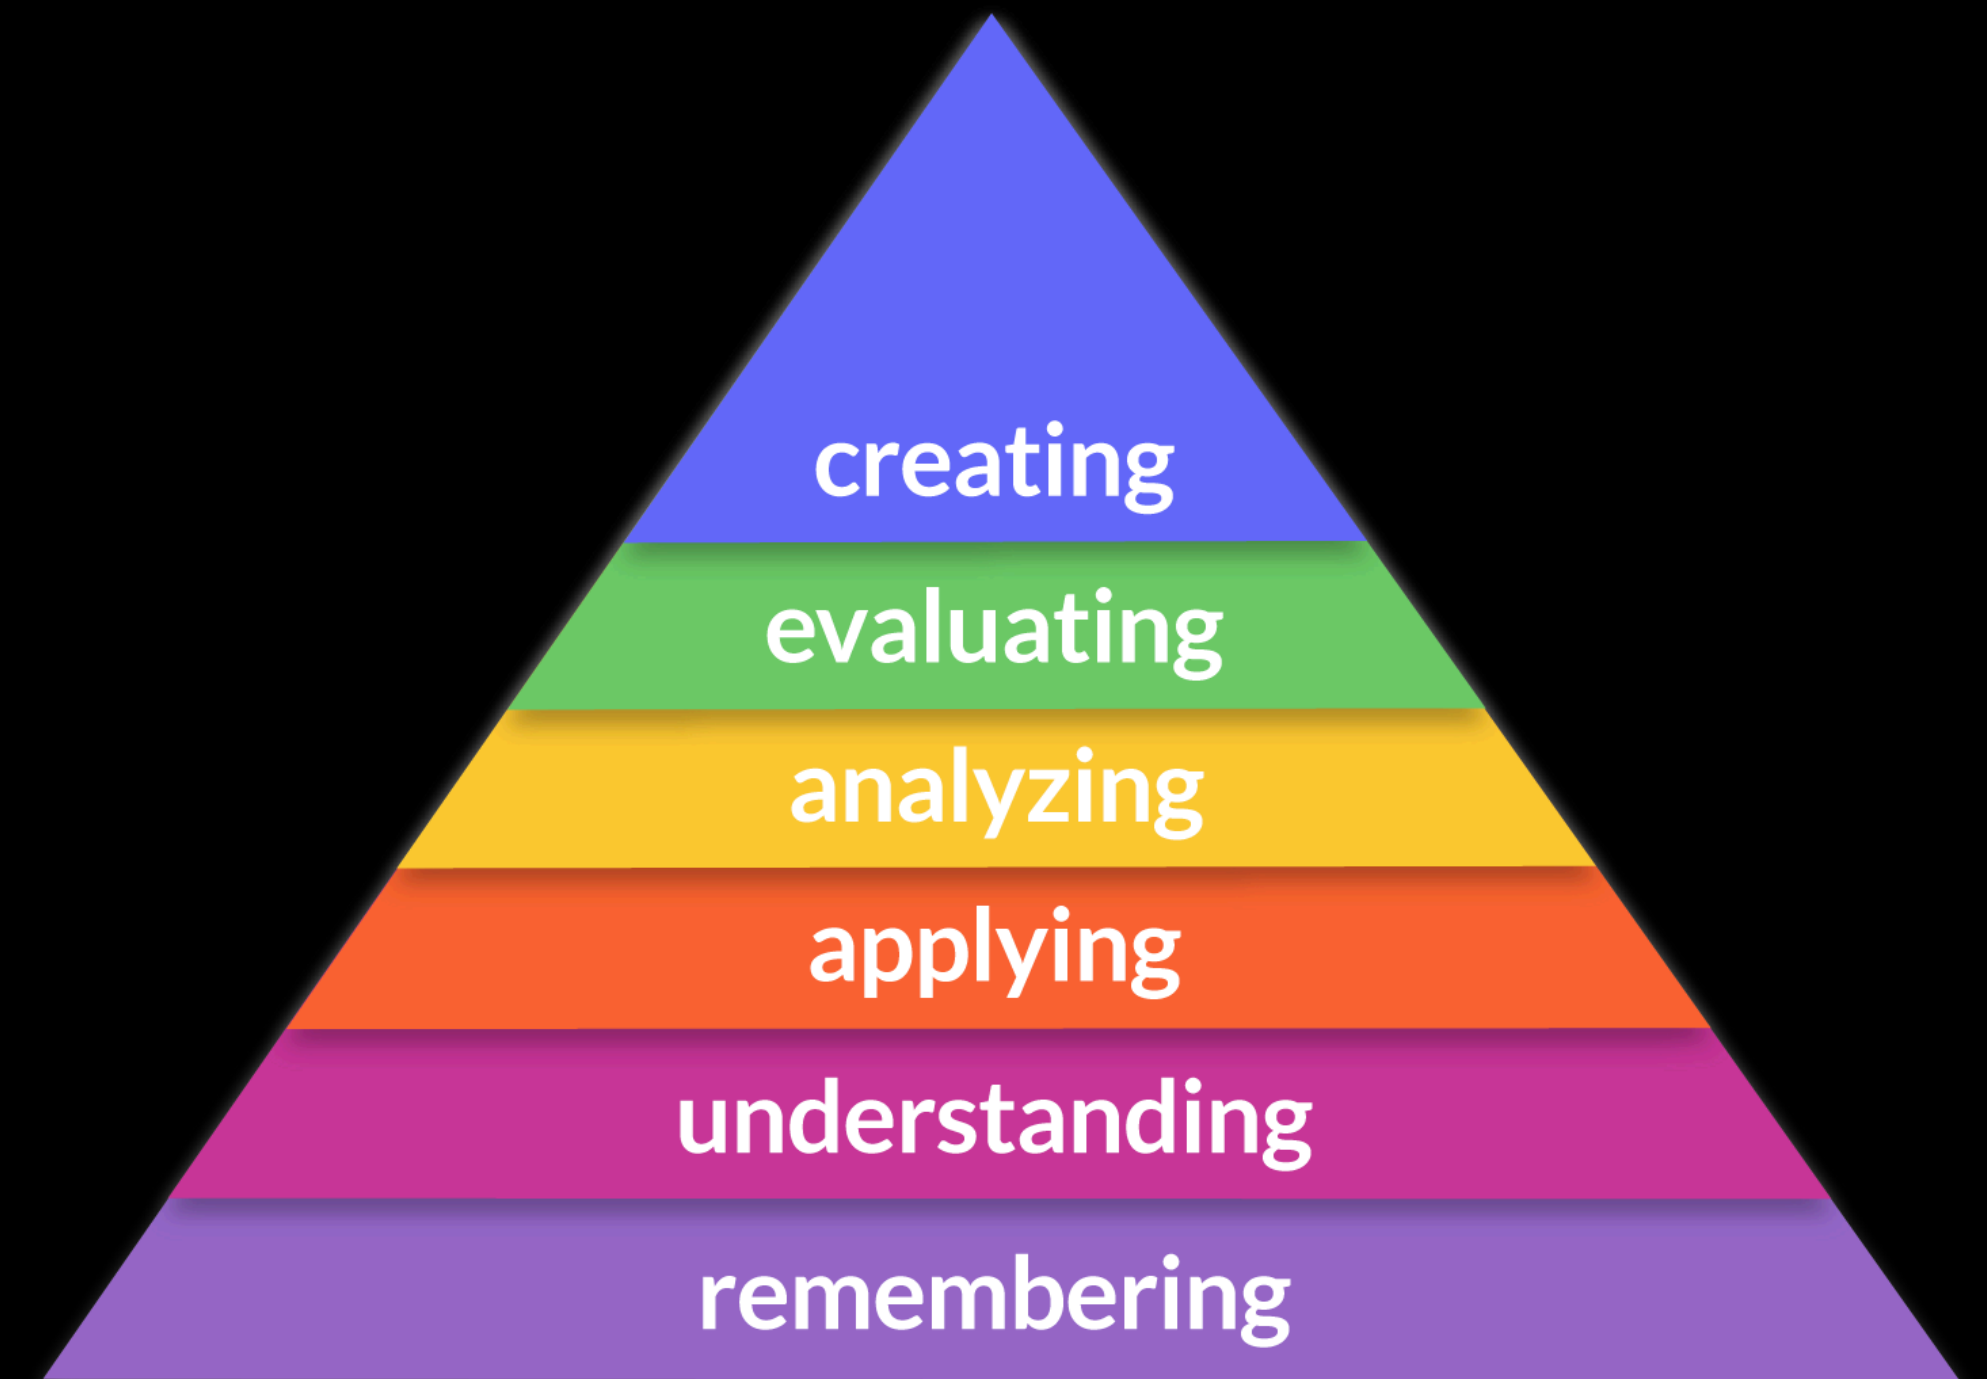 creating
evaluating
analyzing
applying
understanding
remembering